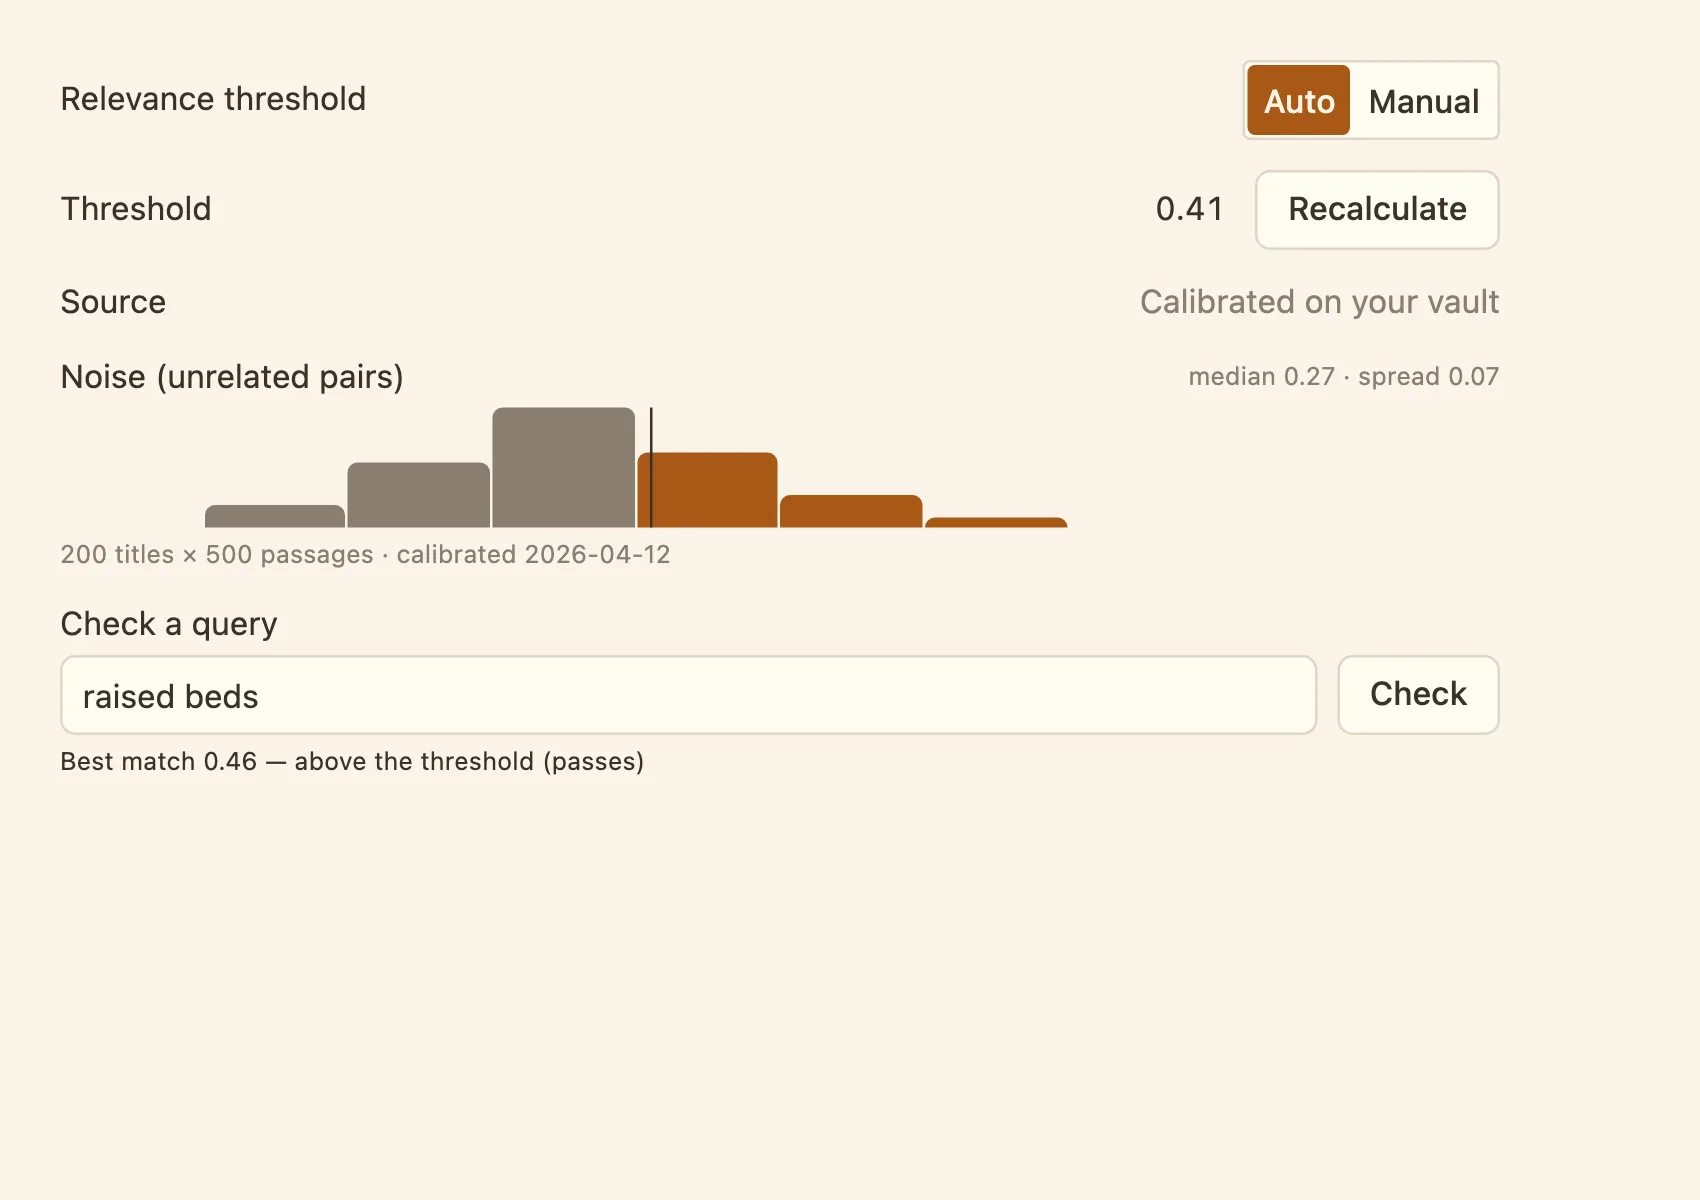 Relevance threshold
Auto Manual
Threshold
0.41 Recalculate
Source
Calibrated on your vault
Noise (unrelated pairs)
median 0.27 · spread 0.07
200 titles × 500 passages · calibrated 2026-04-12
Check a query
raised beds
Check
Best match 0.46 — above the threshold (passes)